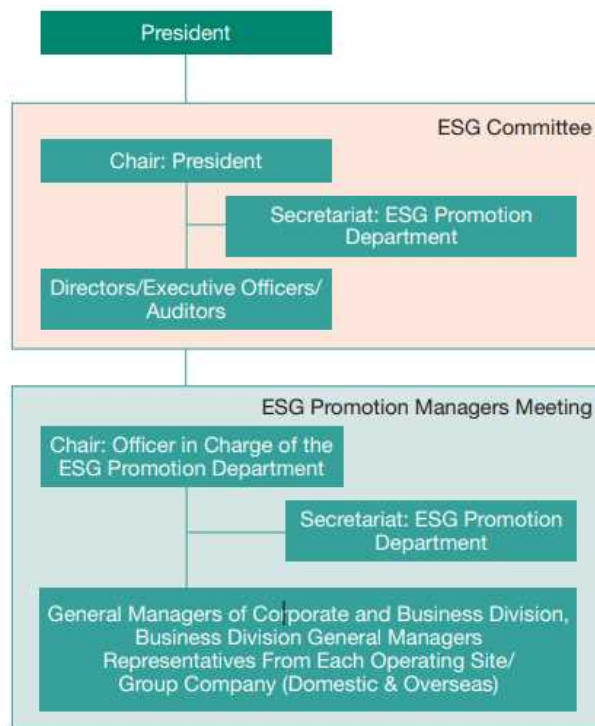 President
ESG Committee
Chair: President
Secretariat: ESG Promotion
Department
Directors/Executive Officers/
Auditors
ESG Promotion Managers Meeting
Chair: Officer in Charge of the
ESG Promotion Department
Secretariat: ESG Promotion
Department
General Managers of Corporate and Business Division,
Business Division General Managers
Representatives From Each Operating Site/
Group Company (Domestic & Overseas)